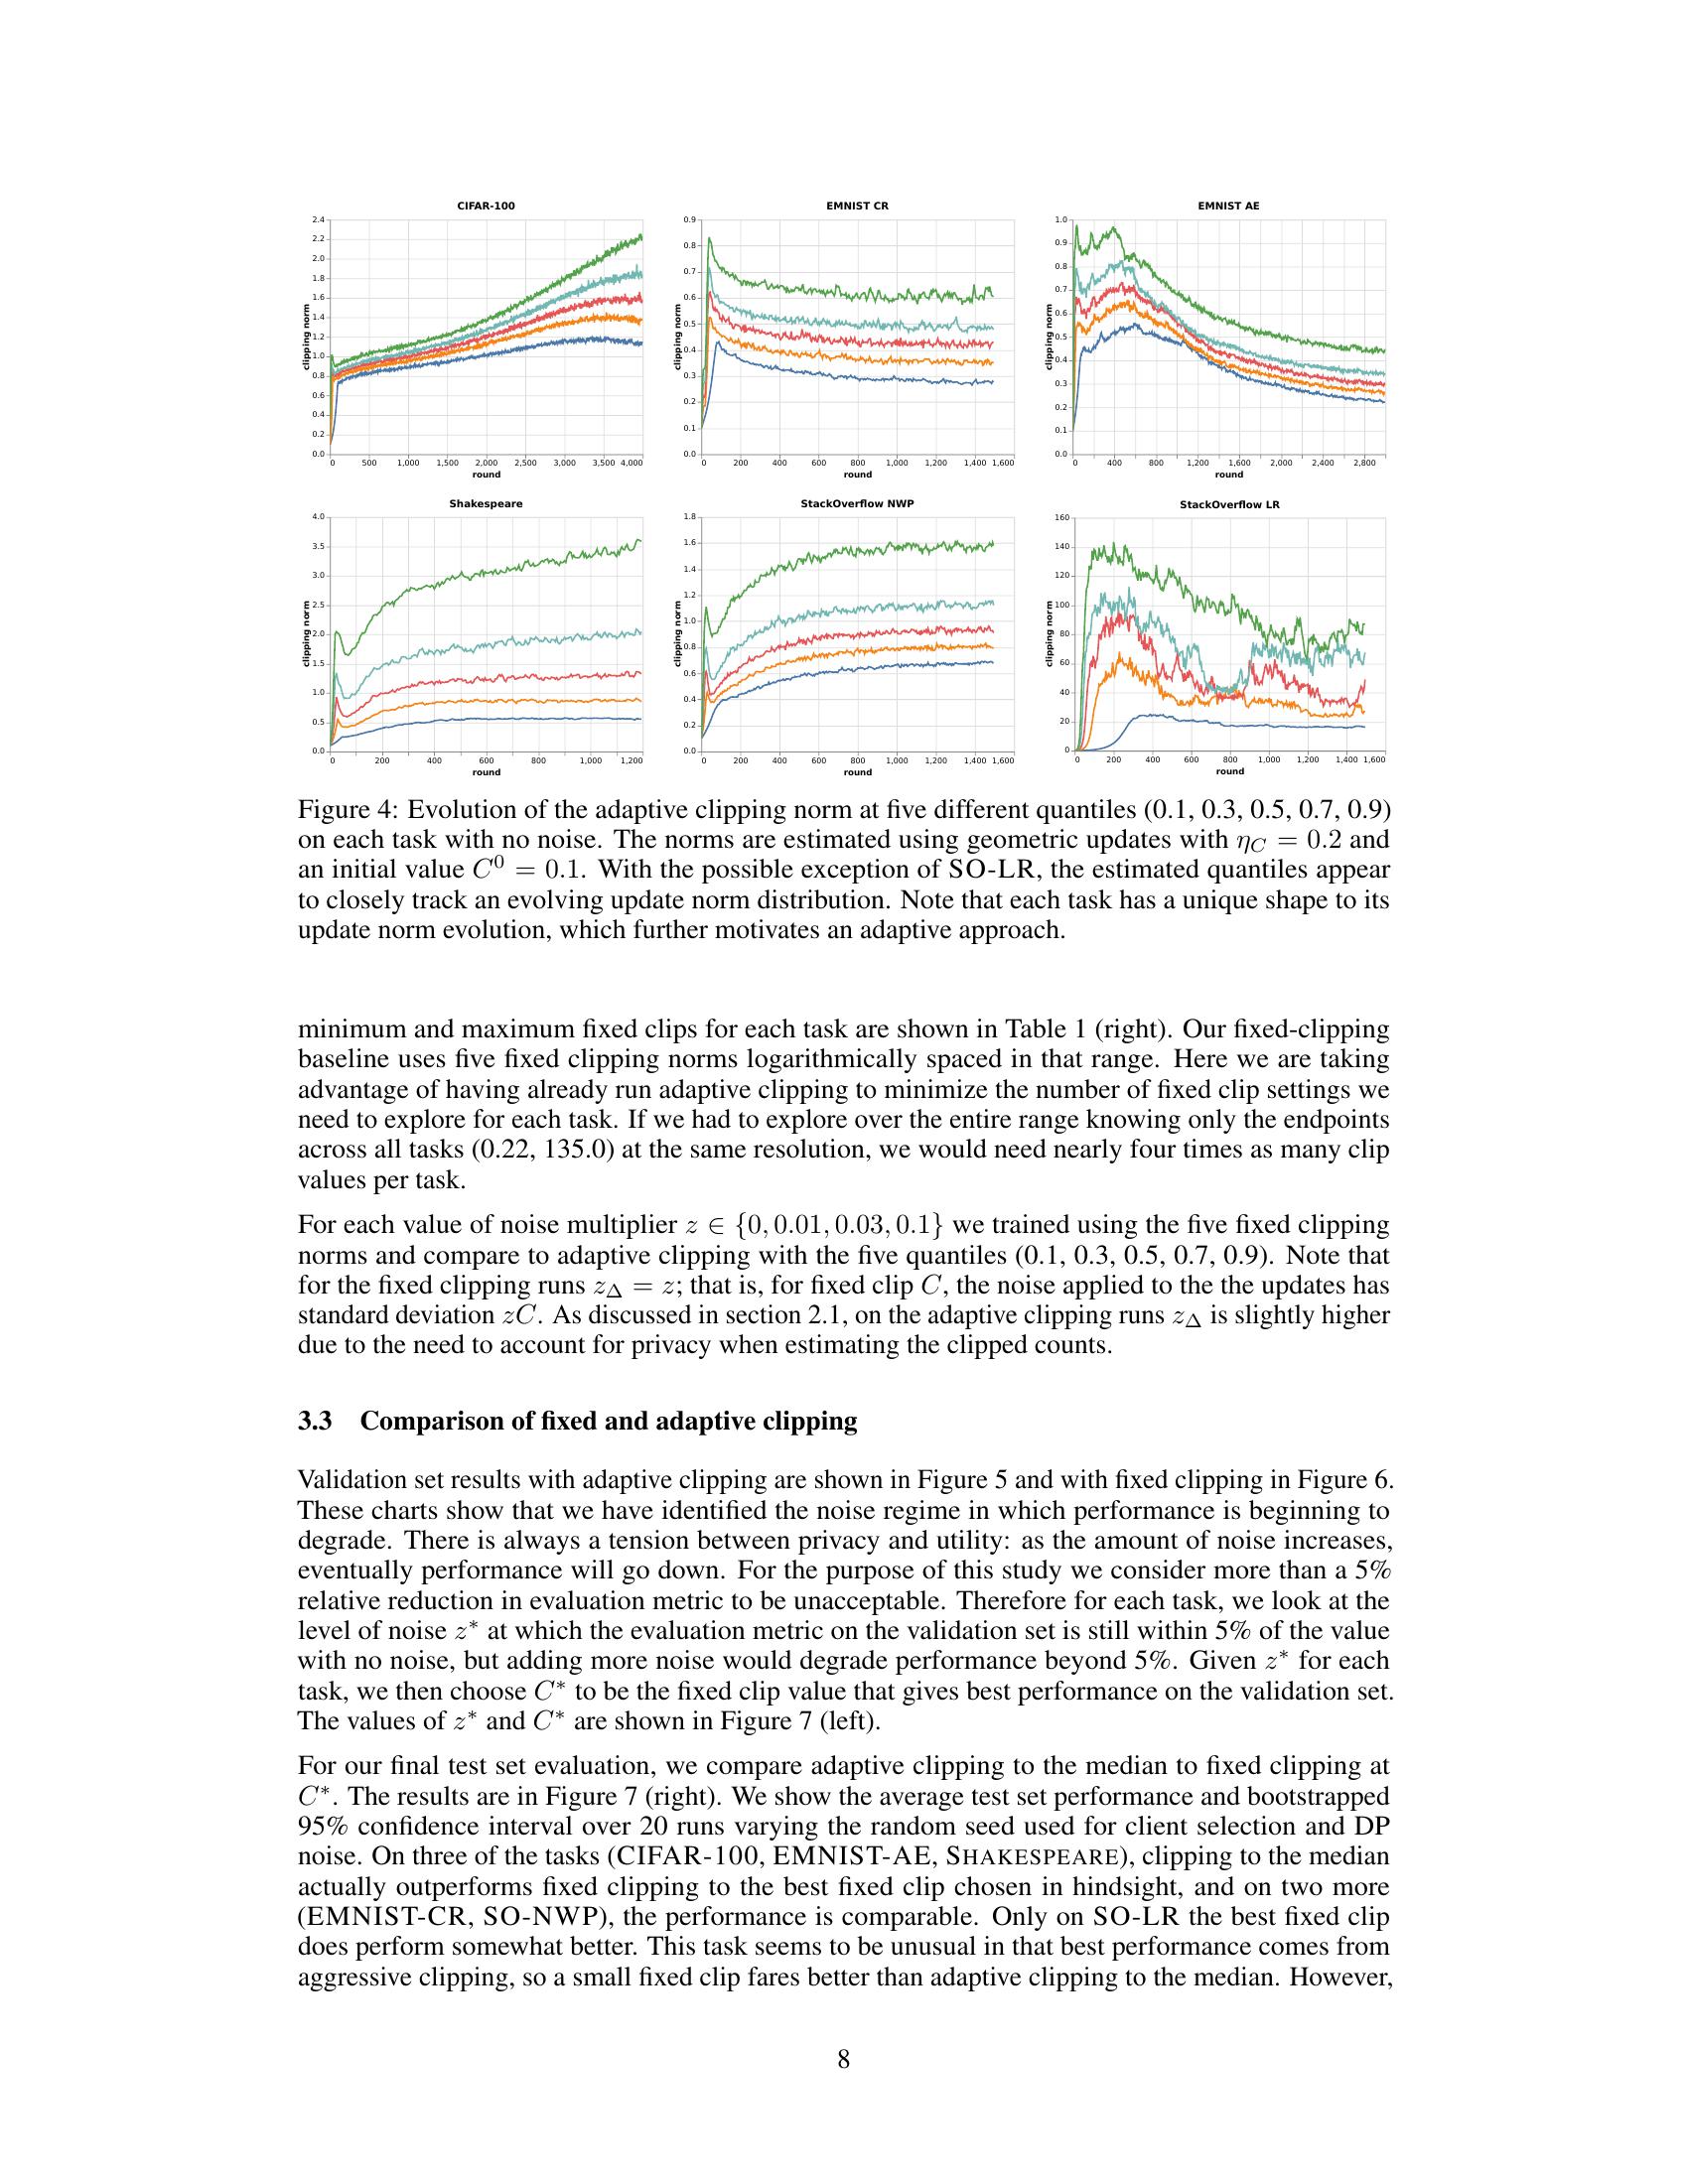 CIFAR-100
2.4
2.2
2.0
1.8
1.6
1.4
1.2
1.0
0.8
0.6
0.4
0.2
0.0
clipping norm
0 500 1,000 1,500 2,000 2,500 3,000 3,500 4,000
round
EMNIST CR
0.9
0.8
0.7
0.6
0.5
0.4
0.3
0.2
0.1
0.0
clipping norm
0 200 400 600 800 1,000 1,200 1,400 1,600
round
EMNIST AE
1.0
0.9
0.8
0.7
0.6
0.5
0.4
0.3
0.2
0.1
0.0
clipping norm
0 400 800 1,200 1,600 2,000 2,400 2,800
round
Shakespeare
4.0
3.5
3.0
2.5
2.0
1.5
1.0
0.5
0.0
clipping norm
0 200 400 600 800 1,000 1,200
round
StackOverflow NWP
1.8
1.6
1.4
1.2
1.0
0.8
0.6
0.4
0.2
0.0
clipping norm
0 200 400 600 800 1,000 1,200 1,400 1,600
round
StackOverflow LR
160
140
120
100
80
60
40
20
0
clipping norm
0 200 400 600 800 1,000 1,200 1,400 1,600
round
Figure 4: Evolution of the adaptive clipping norm at five different quantiles (0.1, 0.3, 0.5, 0.7, 0.9)
on each task with no noise. The norms are estimated using geometric updates with η_C = 0.2 and
an initial value C⁰ = 0.1. With the possible exception of SO-LR, the estimated quantiles appear
to closely track an evolving update norm distribution. Note that each task has a unique shape to its
update norm evolution, which further motivates an adaptive approach.
minimum and maximum fixed clips for each task are shown in Table 1 (right). Our fixed-clipping
baseline uses five fixed clipping norms logarithmically spaced in that range. Here we are taking
advantage of having already run adaptive clipping to minimize the number of fixed clip settings we
need to explore for each task. If we had to explore over the entire range knowing only the endpoints
across all tasks (0.22, 135.0) at the same resolution, we would need nearly four times as many clip
values per task.
For each value of noise multiplier z ∈ {0, 0.01, 0.03, 0.1} we trained using the five fixed clipping
norms and compare to adaptive clipping with the five quantiles (0.1, 0.3, 0.5, 0.7, 0.9). Note that
for the fixed clipping runs z_Δ = z; that is, for fixed clip C, the noise applied to the the updates has
standard deviation zC. As discussed in section 2.1, on the adaptive clipping runs z_Δ is slightly higher
due to the need to account for privacy when estimating the clipped counts.
3.3 Comparison of fixed and adaptive clipping
Validation set results with adaptive clipping are shown in Figure 5 and with fixed clipping in Figure 6.
These charts show that we have identified the noise regime in which performance is beginning to
degrade. There is always a tension between privacy and utility: as the amount of noise increases,
eventually performance will go down. For the purpose of this study we consider more than a 5%
relative reduction in evaluation metric to be unacceptable. Therefore for each task, we look at the
level of noise z* at which the evaluation metric on the validation set is still within 5% of the value
with no noise, but adding more noise would degrade performance beyond 5%. Given z* for each
task, we then choose C* to be the fixed clip value that gives best performance on the validation set.
The values of z* and C* are shown in Figure 7 (left).
For our final test set evaluation, we compare adaptive clipping to the median to fixed clipping at
C*. The results are in Figure 7 (right). We show the average test set performance and bootstrapped
95% confidence interval over 20 runs varying the random seed used for client selection and DP
noise. On three of the tasks (CIFAR-100, EMNIST-AE, SHAKESPEARE), clipping to the median
actually outperforms fixed clipping to the best fixed clip chosen in hindsight, and on two more
(EMNIST-CR, SO-NWP), the performance is comparable. Only on SO-LR the best fixed clip
does perform somewhat better. This task seems to be unusual in that best performance comes from
aggressive clipping, so a small fixed clip fares better than adaptive clipping to the median. However,
8